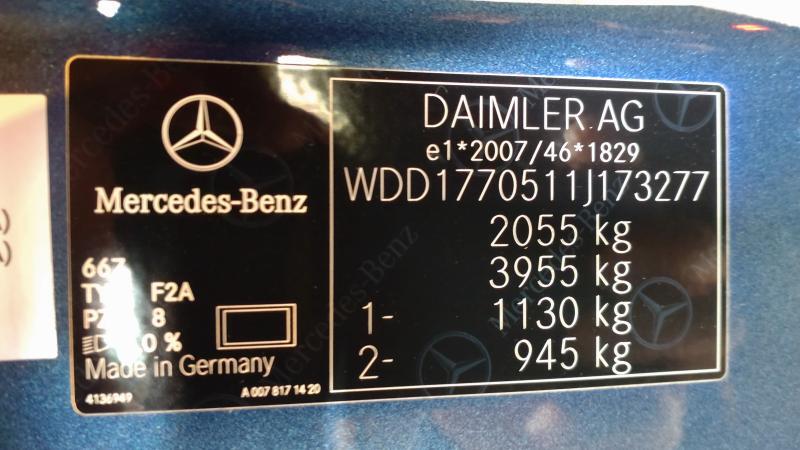 Mercedes-Benz
667
F2A
8
%
Made in Germany
4136949
A 007 817 14 20
DAIMLER AG
e1*2007/46*1829
WDD1770511J173277
2055 kg
3955 kg
1- 1130 kg
2- 945 kg